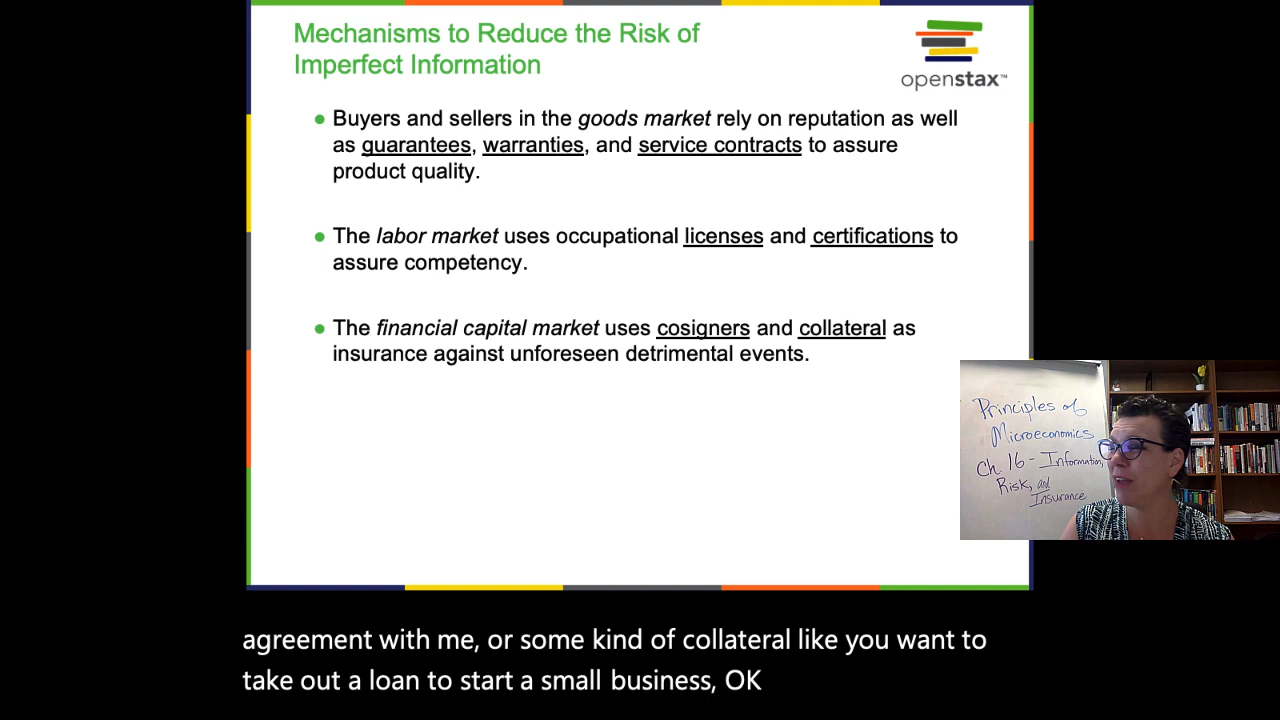 Mechanisms to Reduce the Risk of
Imperfect Information
openstax™
● Buyers and sellers in the goods market rely on reputation as well
as guarantees, warranties, and service contracts to assure
product quality.
● The labor market uses occupational licenses and certifications to
assure competency.
● The financial capital market uses cosigners and collateral as
insurance against unforeseen detrimental events.
Principles of
Microeconomics
Ch. 16 - Information,
Risk, and
Insurance
agreement with me, or some kind of collateral like you want to
take out a loan to start a small business, OK